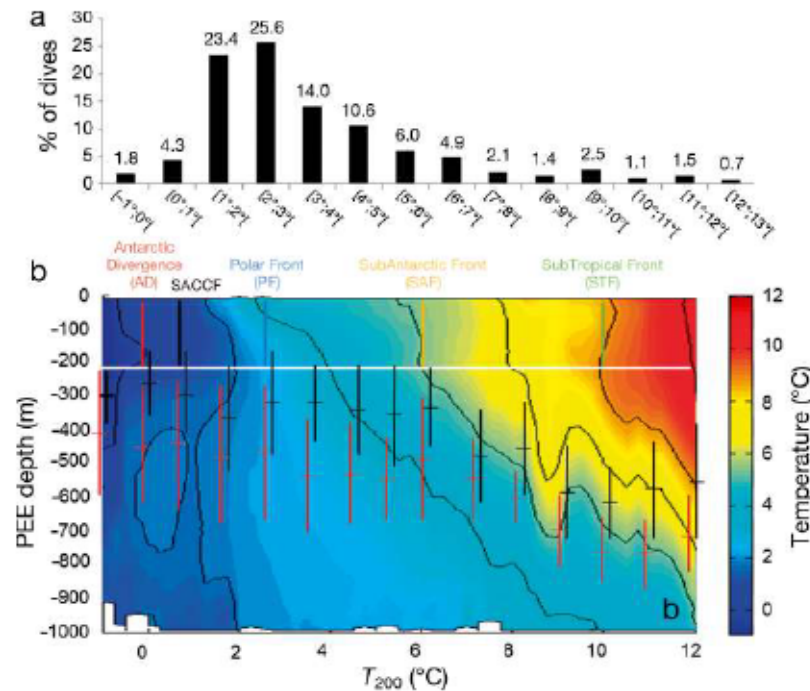 a
% of dives
30
25
20
15
10
5
0
1.8 4.3 23.4 25.6 14.0 10.6 6.0 4.9 2.1 1.4 2.5 1.1 1.5 0.7
[-1°;0°[ [0°;1°[ [1°;2°[ [2°;3°[ [3°;4°[ [4°;5°[ [5°;6°[ [6°;7°[ [7°;8°[ [8°;9°[ [9°;10°[ [10°;11°[ [11°;12°[ [12°;13°[
b
Antarctic
Divergence
(AD)
SACCF
Polar Front
(PF)
SubAntarctic Front
(SAF)
SubTropical Front
(STF)
PEE depth (m)
0
-100
-200
-300
-400
-500
-600
-700
-800
-900
-1000
b
0 2 4 6 8 10 12
T200 (°C)
12
10
8
6
4
2
0
Temperature (°C)